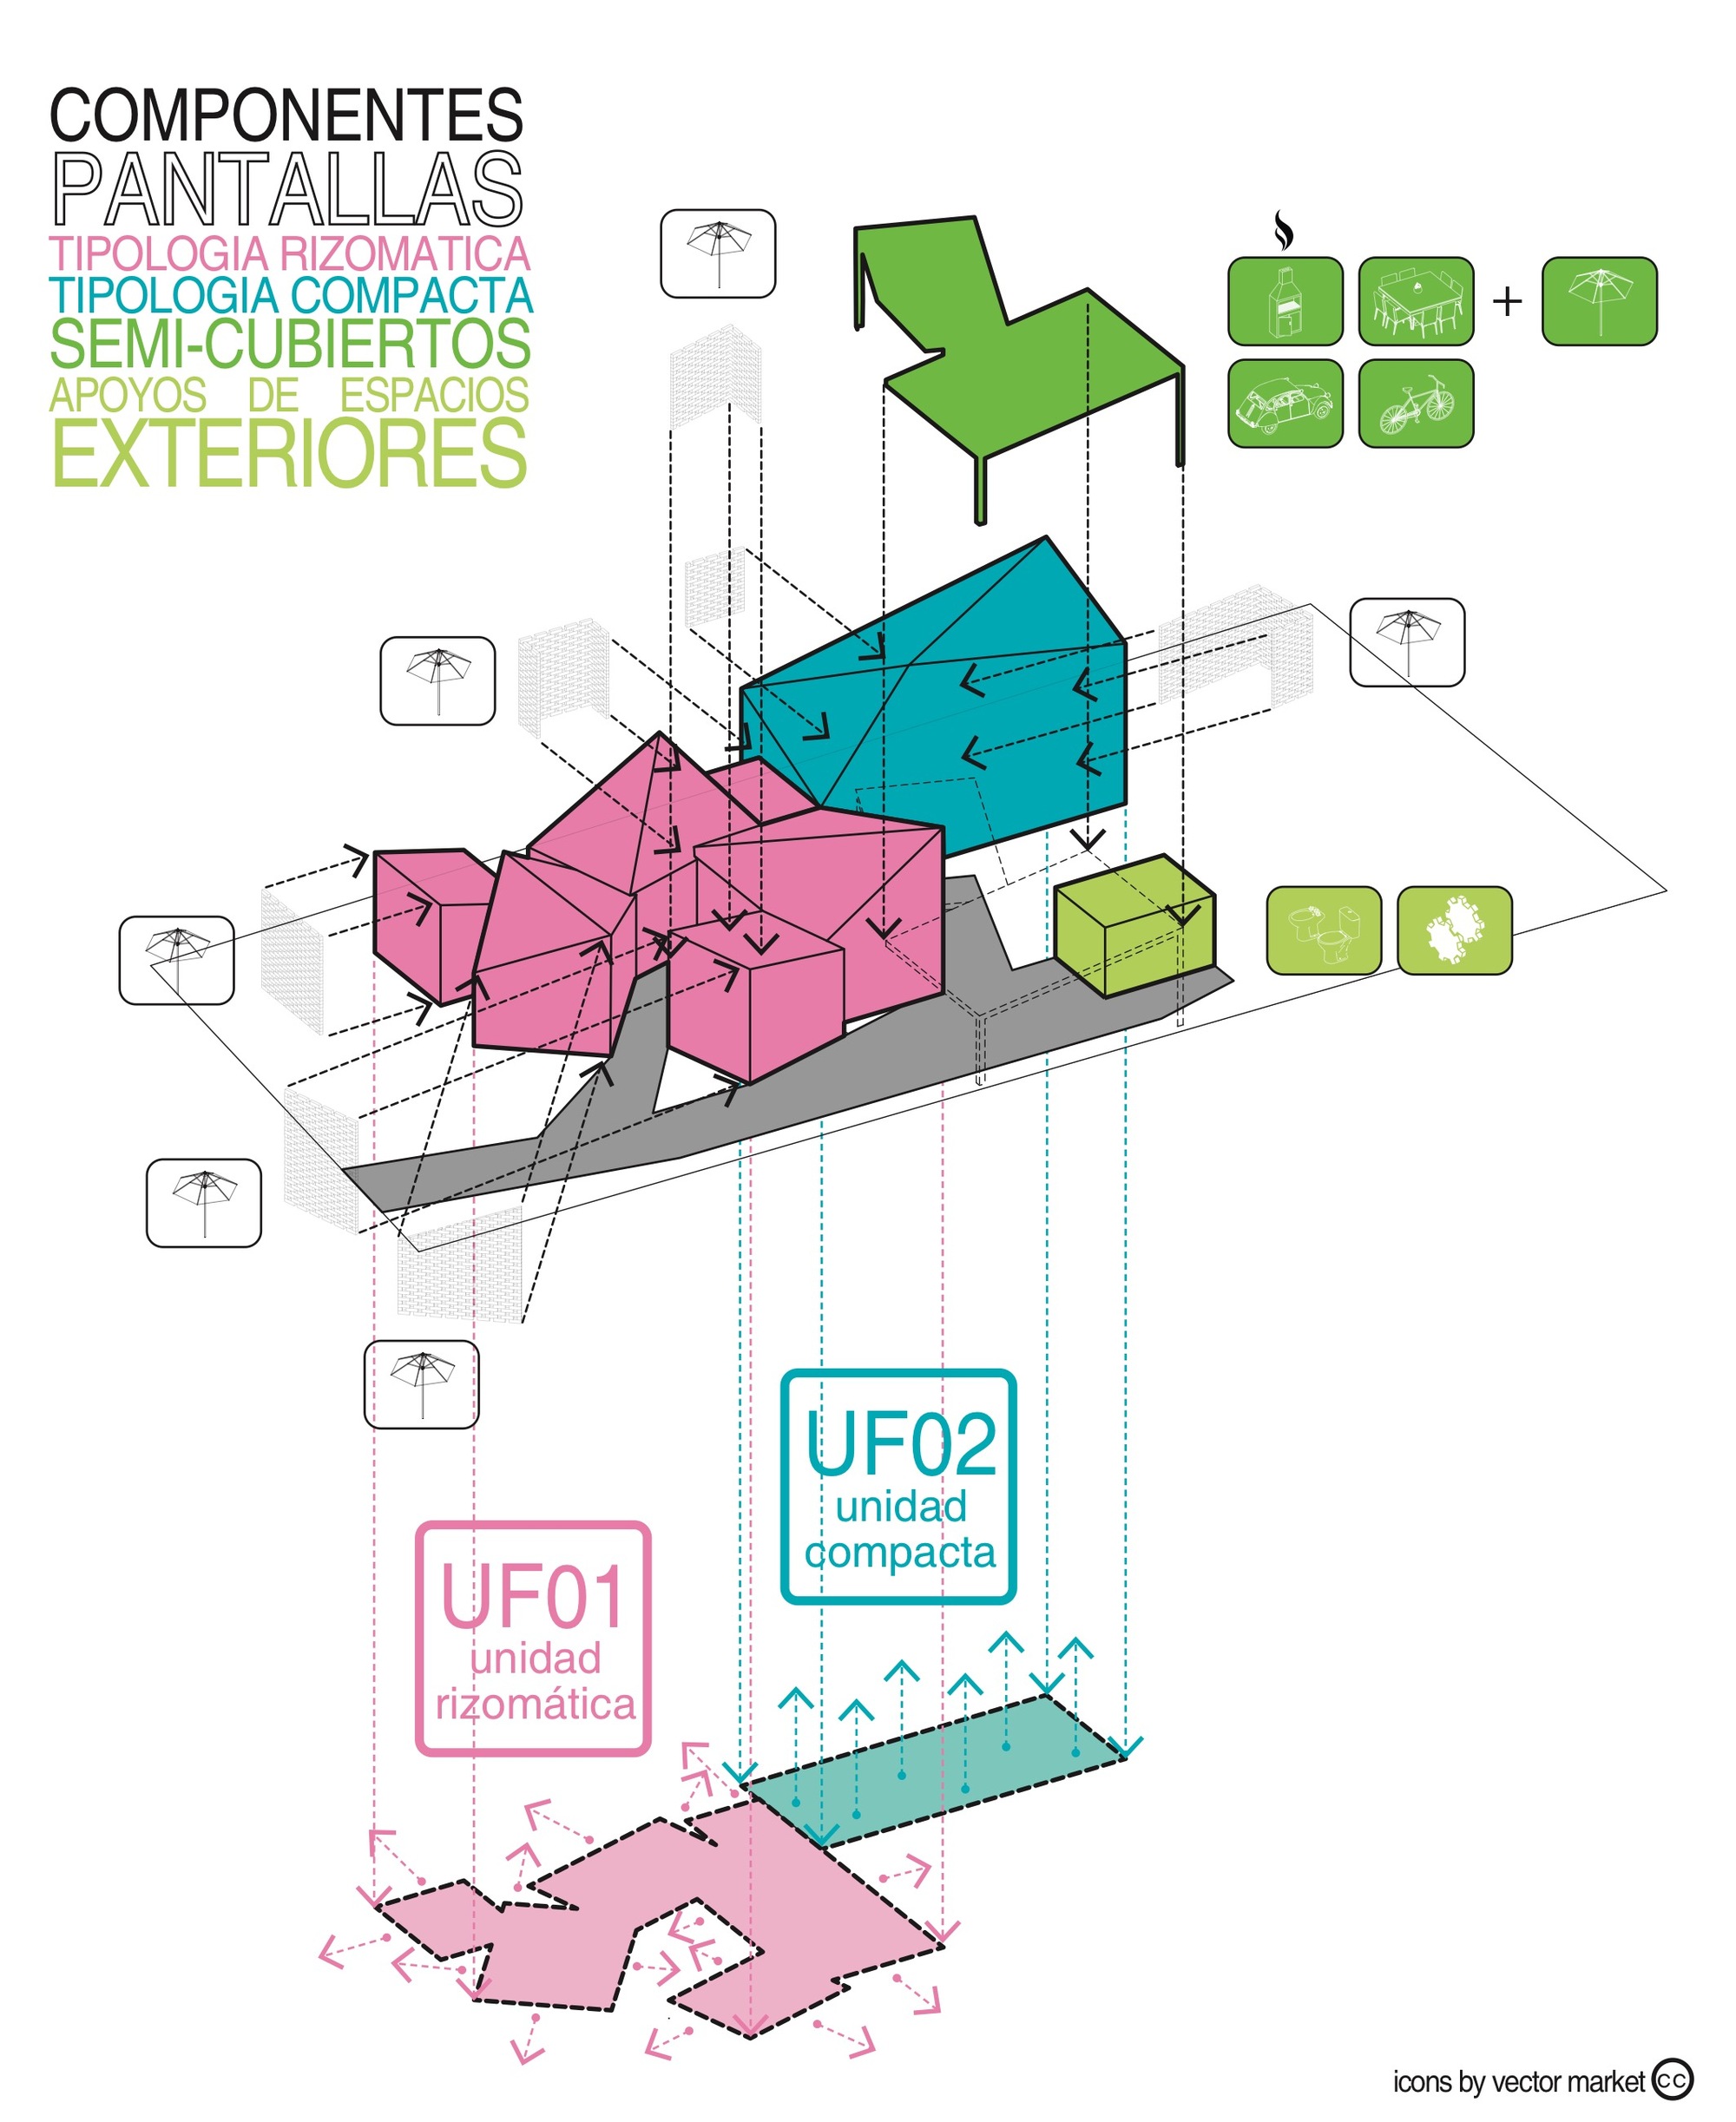 COMPONENTES
PANTALLAS
TIPOLOGIA RIZOMATICA
TIPOLOGIA COMPACTA
SEMI-CUBIERTOS
APOYOS DE ESPACIOS
EXTERIORES
+
UF02
unidad
compacta
UF01
unidad
rizomática
icons by vector market cc